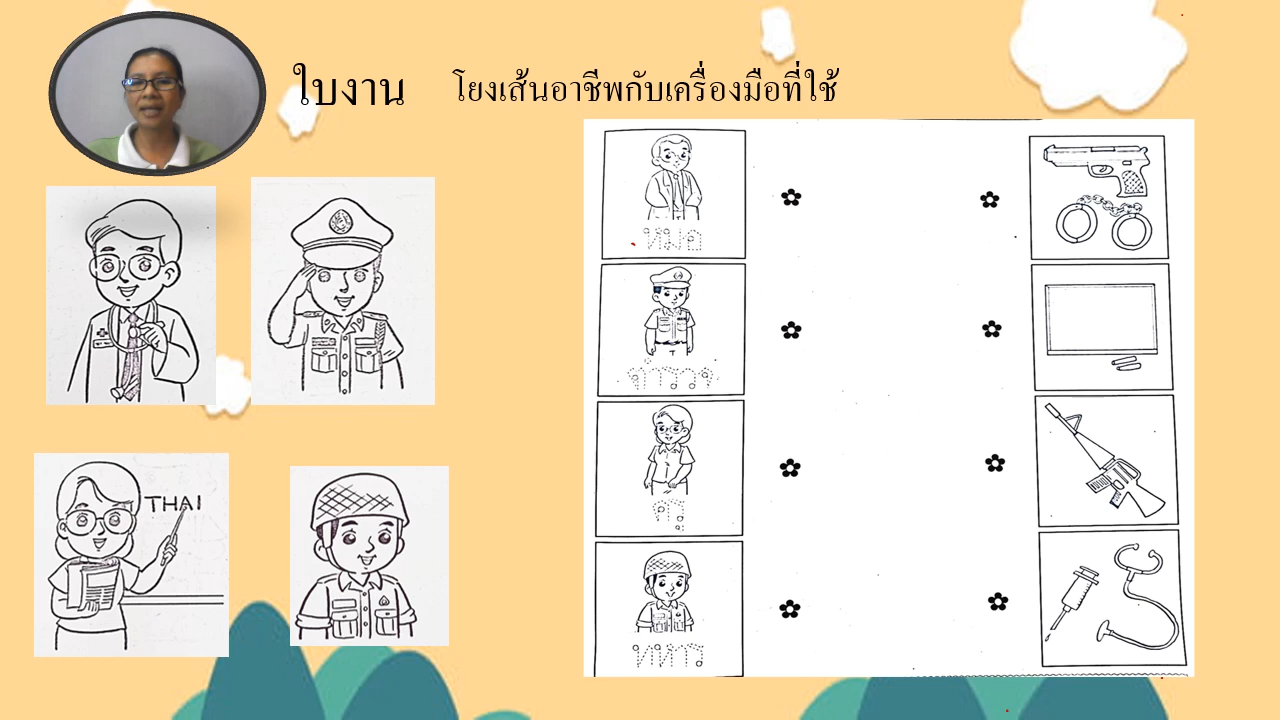 ใบงาน โยงเส้นอาชีพกับเครื่องมือที่ใช้
THAI
หมอ
ตำรวจ
ครู
ทหาร